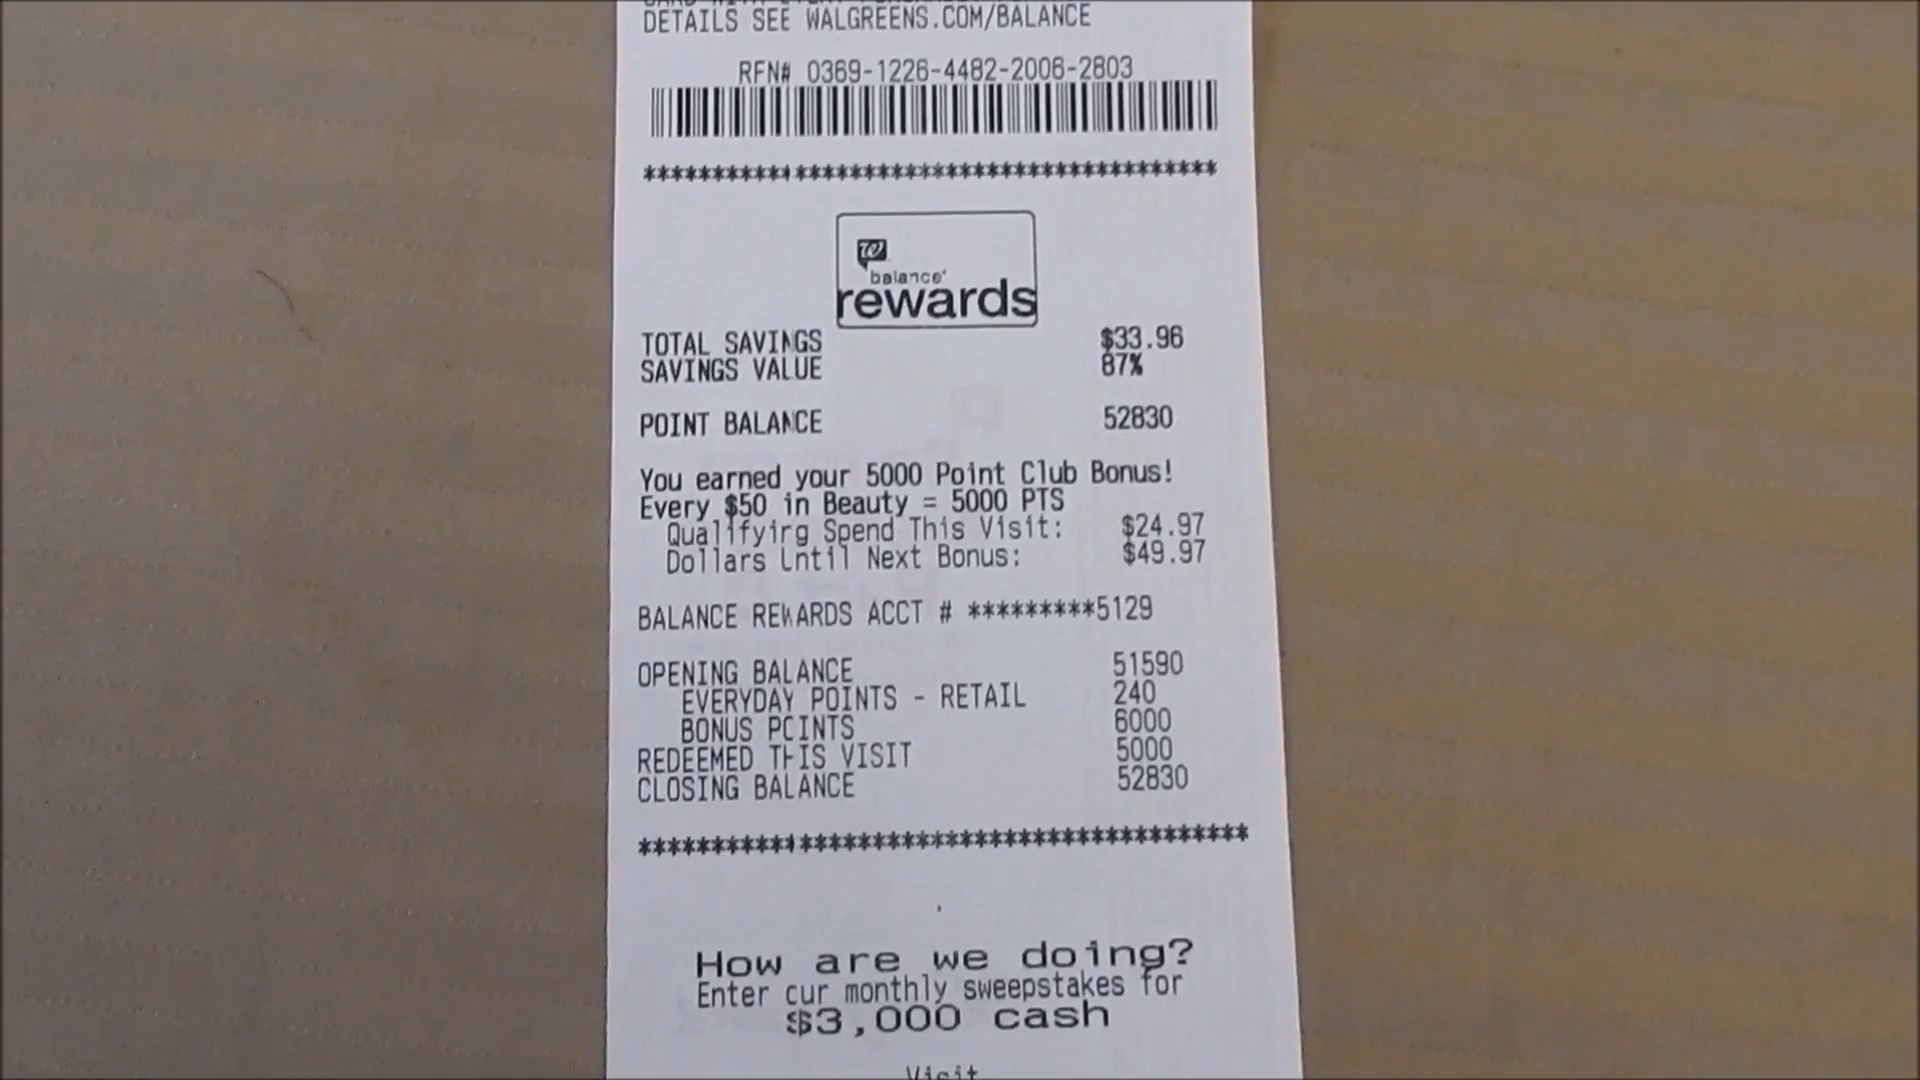 DETAILS SEE WALGREENS.COM/BALANCE
RFN# 0369-1226-4482-2006-2803
******************************************
W
balance
rewards
TOTAL SAVINGS $33.96
SAVINGS VALUE 87%
POINT BALANCE 52830
You earned your 5000 Point Club Bonus!
Every $50 in Beauty = 5000 PTS
Qualifying Spend This Visit: $24.97
Dollars Until Next Bonus: $49.97
BALANCE REWARDS ACCT # *********5129
OPENING BALANCE 51590
EVERYDAY POINTS - RETAIL 240
BONUS POINTS 6000
REDEEMED THIS VISIT 5000
CLOSING BALANCE 52830
******************************************
How are we doing?
Enter our monthly sweepstakes for
$3,000 cash
Visit